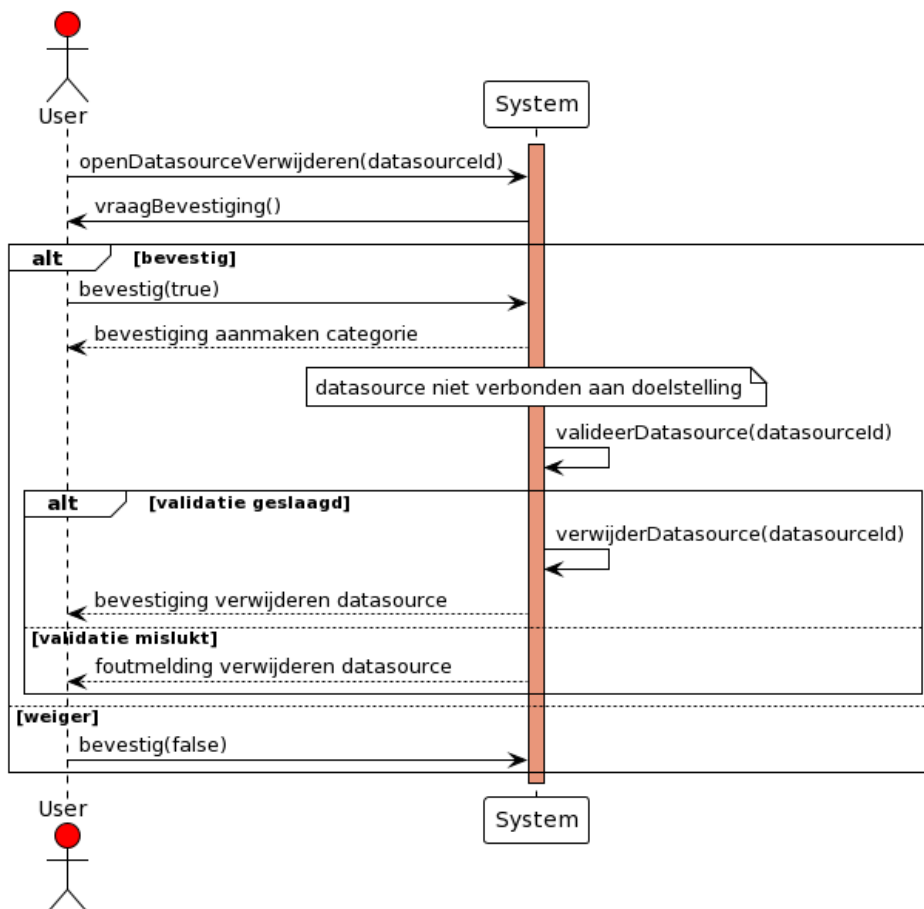 User
System
openDatasourceVerwijderen(datasourceId)
vraagBevestiging()
alt [bevestig]
bevestig(true)
bevestiging aanmaken categorie
datasource niet verbonden aan doelstelling
valideerDatasource(datasourceId)
alt [validatie geslaagd]
verwijderDatasource(datasourceId)
bevestiging verwijderen datasource
[validatie mislukt]
foutmelding verwijderen datasource
[weiger]
bevestig(false)
User
System